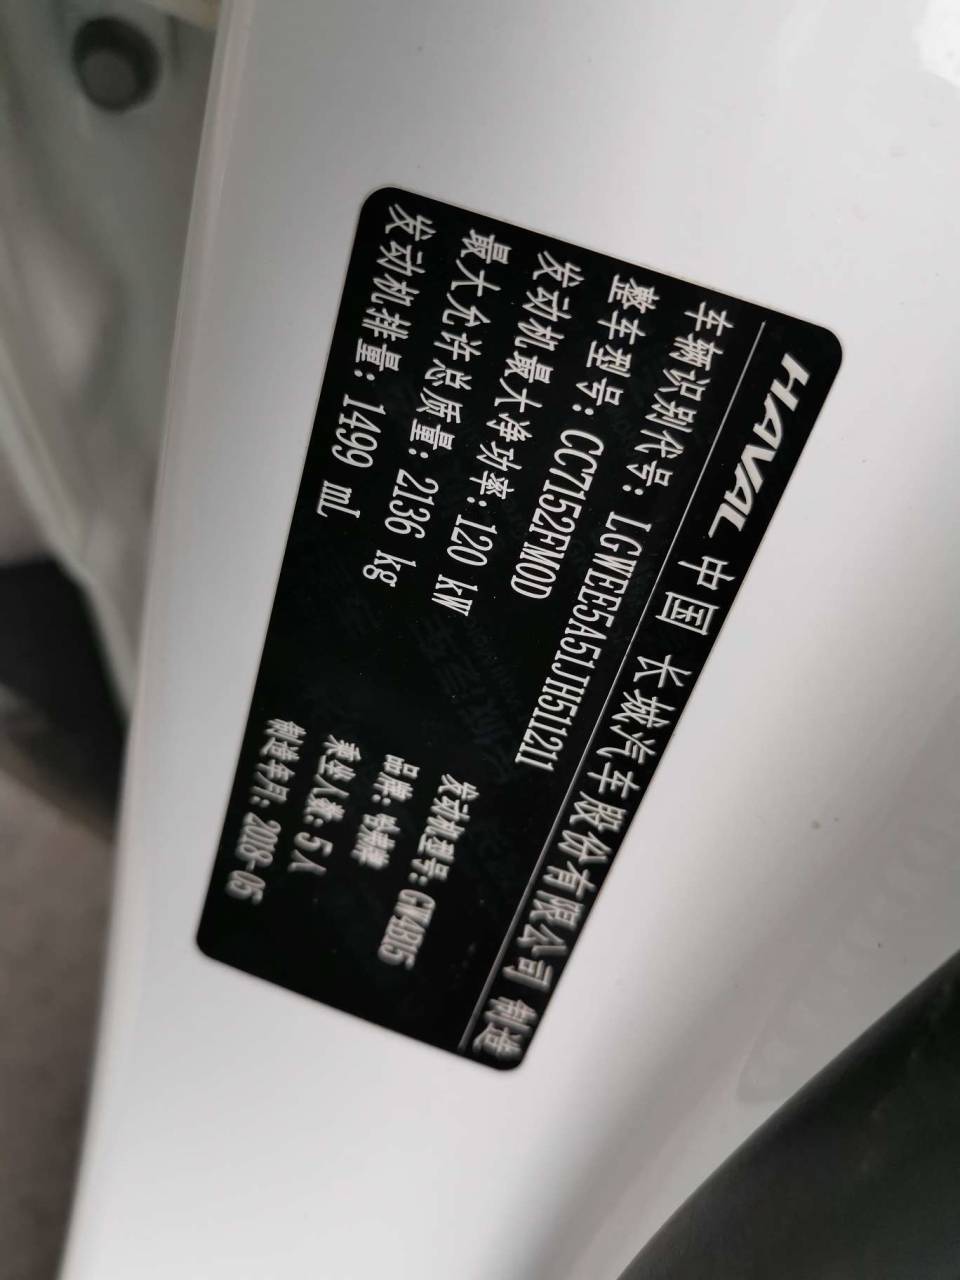 HAVAL 中国 长城汽车股份有限公司 制造
车辆识别代号：LGWEE5A51JH511211
整车型号：CC7152FM0D
发动机型号：GW4B15
发动机最大净功率：120 kW
品牌：哈弗牌
最大允许总质量：2136 kg
乘坐人数：5人
发动机排量：1499 mL
制造年月：2018-05